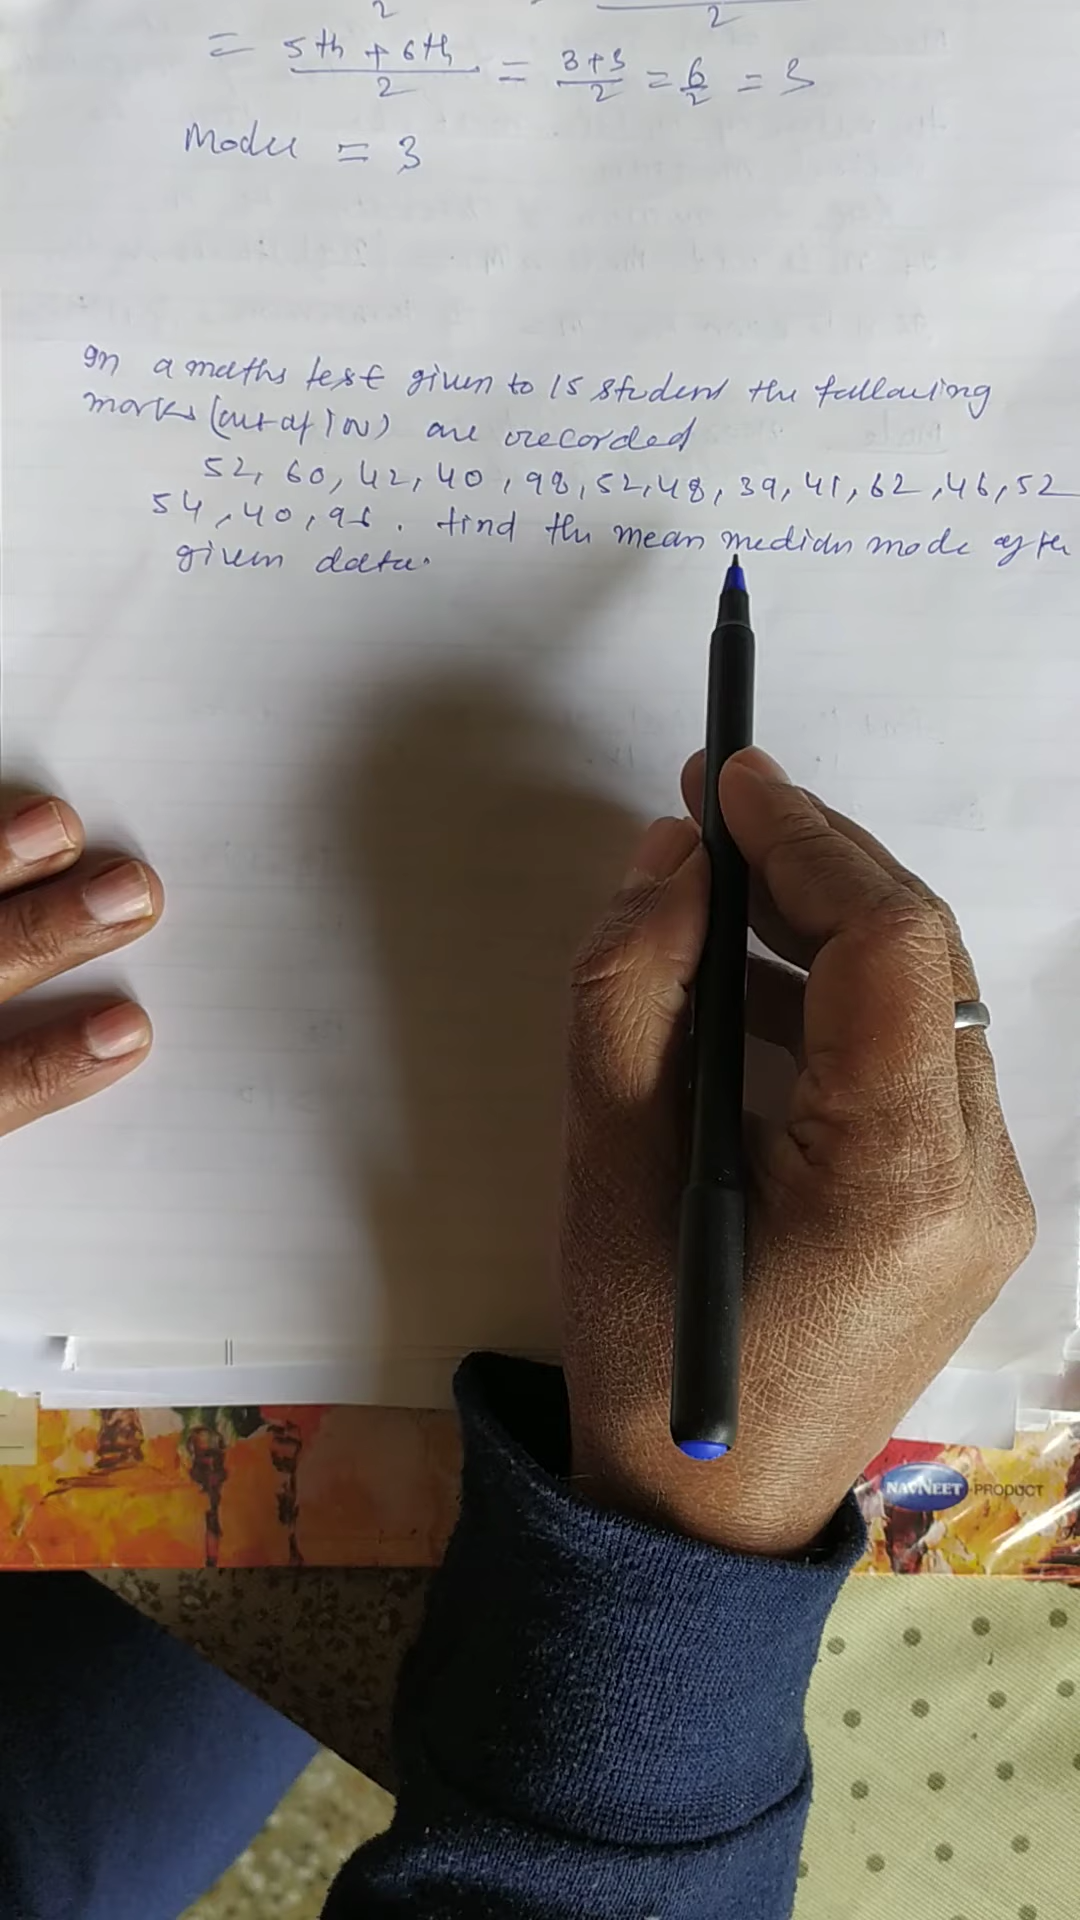 2
2
= 5th + 6th / 2 = 3+3 / 2 = 6/2 = 3
Mode = 3
In a maths test given to 15 student the following
marks (out of 100) are recorded
52, 60, 42, 40, 98, 52, 48, 39, 41, 62, 46, 52
54, 40, 96. find the mean median mode of the
given data.
NAVNEET PRODUCT